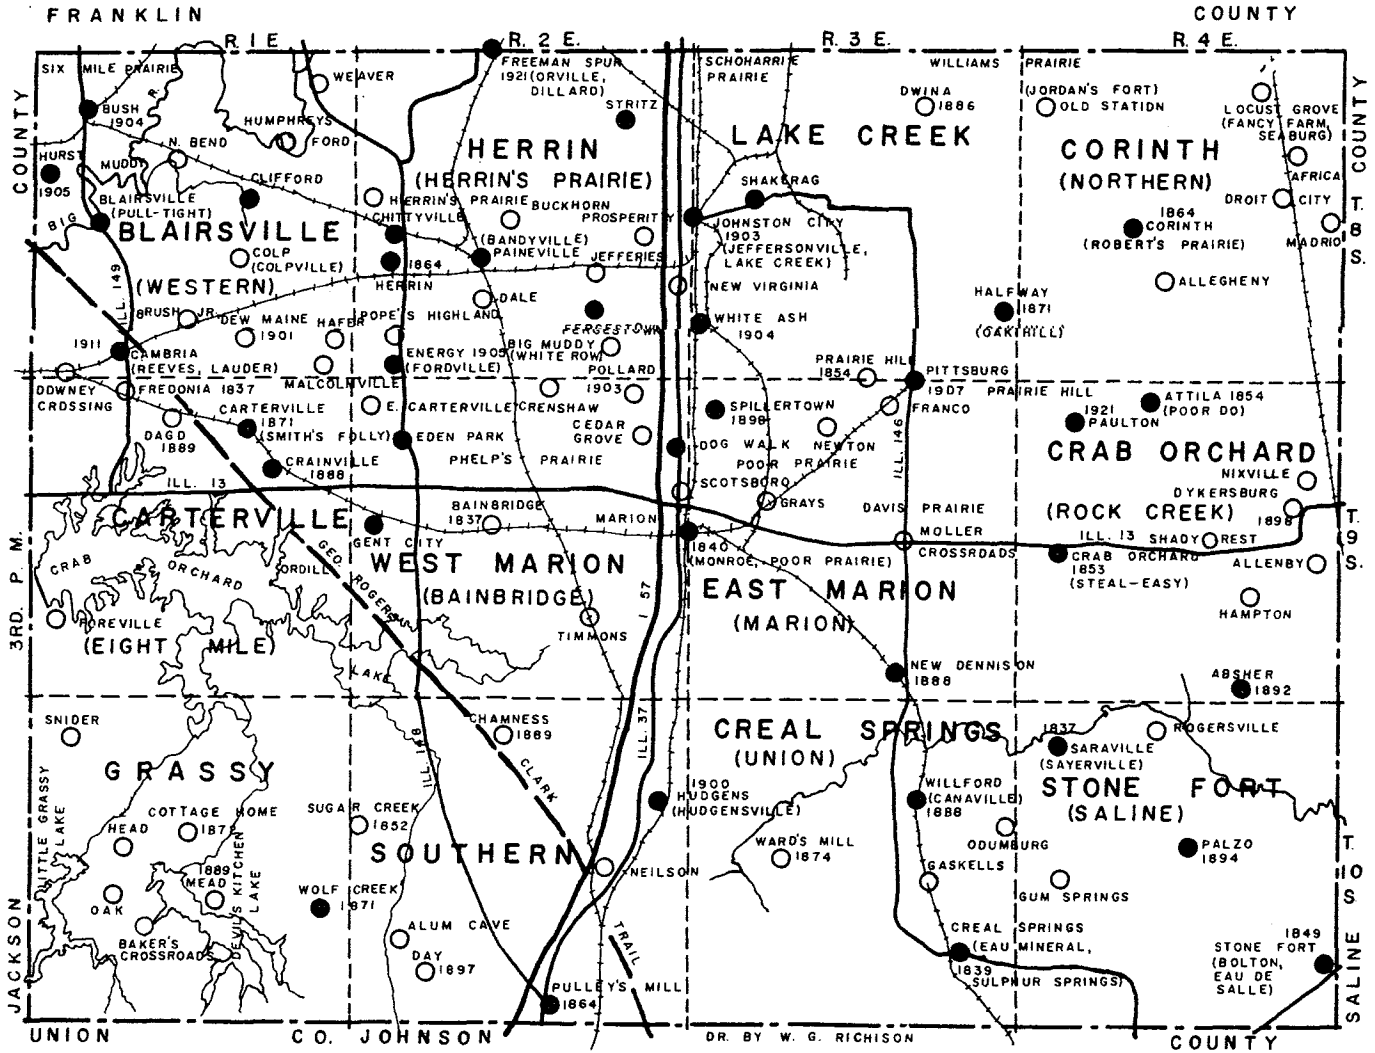 FRANKLIN
COUNTY
R. 1 E.
R. 2 E.
R. 3 E.
R. 4 E.
SIX MILE PRAIRIE
WEAVER
FREEMAN SPUR
1921 (ORVILLE,
DILLARD)
SCHOHARRIE
PRAIRIE
WILLIAMS PRAIRIE
COUNTY
BUSH
1904
R.
HUMPHREYS
FORD
STRITZ
DWINA
1886
(JORDAN'S FORT)
OLD STATION
LOCUST GROVE
(FANCY FARM,
SEABURG)
COUNTY
LAKE CREEK
HERRIN
(HERRIN'S PRAIRIE)
CORINTH
(NORTHERN)
HURST
1905
MUDDY
N. BEND
CLIFFORD
AFRICA
BLAIRSVILLE
(PULL-TIGHT)
BIG
HERRIN'S PRAIRIE
BUCKHORN
CHITTYVILLE
PROSPERITY
SHAKERAG
DROIT CITY
T.
8
S.
BLAIRSVILLE
(WESTERN)
COLP
(COLPVILLE)
1864
HERRIN
(BANDYVILLE)
PAINEVILLE
JEFFERIES
JOHNSTON CITY
1903
(JEFFERSONVILLE,
LAKE CREEK)
1864
CORINTH
(ROBERT'S PRAIRIE)
MADRID
ILL. 149
DALE
NEW VIRGINIA
ALLEGHENY
BRUSH JR.
DEW MAINE
1901
HAFER
POPE'S HIGHLAND
FERGESTOWN
WHITE ASH
1904
HALFWAY
1871
(OAKHILL)
1911
CAMBRIA
(REEVES, LAUDER)
ENERGY 1905
(FORDVILLE)
BIG MUDDY
(WHITE ROW)
POLLARD
1903
PRAIRIE HILL
1854
PITTSBURG
1907
PRAIRIE HILL
DOWNEY
CROSSING
FREDONIA 1837
MALCOLMVILLE
E. CARTERVILLE
CRENSHAW
SPILLERTOWN
1898
FRANCO
ATTILA 1854
(POOR DO)
DAGO
1889
CARTERVILLE
1871
(SMITH'S FOLLY)
EDEN PARK
CEDAR
GROVE
DOG WALK
NEWTON
ILL. 146
1921
PAULTON
CRAB ORCHARD
(ROCK CREEK)
CRAINVILLE
1888
PHELP'S PRAIRIE
POOR PRAIRIE
NIXVILLE
ILL. 13
SCOTSBORO
GRAYS
DYKERSBURG
1898
CARTERVILLE
(EIGHT MILE)
GENT CITY
BAINBRIDGE
1837
MARION
1840
(MONROE, POOR PRAIRIE)
DAVIS PRAIRIE
MOLLER
CROSSROADS
ILL. 13
SHADY REST
T.
9
S.
3RD. P. M.
CRAB ORCHARD LAKE
ORDILL
GEO. ROGERS CLARK TRAIL
WEST MARION
(BAINBRIDGE)
CRAB ORCHARD
1853
(STEAL-EASY)
ALLENBY
I 57
EAST MARION
(MARION)
HAMPTON
POREVILLE
TIMMONS
NEW DENNISON
1888
ABSHER
1892
SNIDER
CHAMNESS
1889
ILL. 148
ILL. 37
CREAL SPRINGS
(UNION)
1837
SARAVILLE
(SAYERVILLE)
ROGERSVILLE
GRASSY
LITTLE GRASSY
LAKE
COTTAGE HOME
HEAD
SUGAR CREEK
1852
1900
HUDGENS
(HUDGENSVILLE)
WILLFORD
(CANAVILLE)
1888
STONE FORT
(SALINE)
SOUTHERN
WARD'S MILL
1874
ODUMBURG
PALZO
1894
T.
10
S.
1889
MEAD
DEVIL'S KITCHEN
LAKE
NEILSON
GASKELLS
OAK
WOLF CREEK
1871
GUM SPRINGS
BAKER'S
CROSSROADS
ALUM CAVE
DAY
1897
CREAL SPRINGS
(EAU MINERAL,
SULPHUR SPRINGS)
1839
1849
STONE FORT
(BOLTON,
EAU DE
SALLE)
JACKSON
SALINE
PULLEY'S MILL
1864
UNION
CO.
JOHNSON
DR. BY W. G. RICHISON
COUNTY